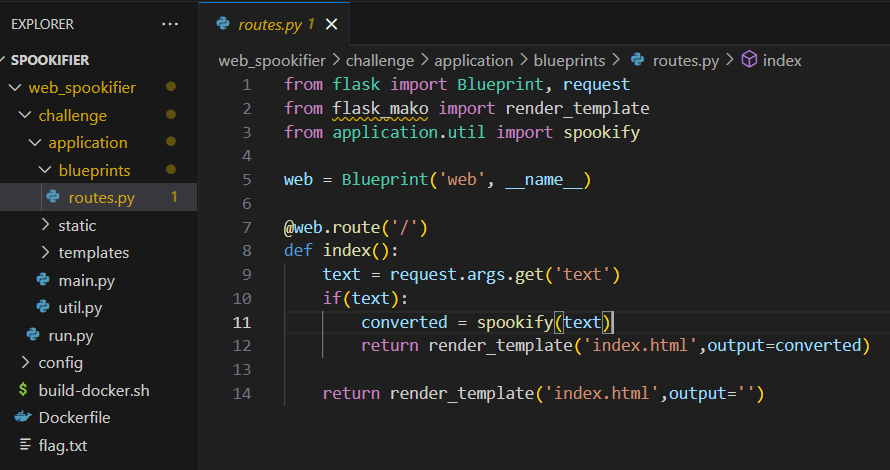 EXPLORER ...
SPOOKIFIER
web_spookifier
challenge
application
blueprints
routes.py 1
static
templates
main.py
util.py
run.py
config
build-docker.sh
Dockerfile
flag.txt
routes.py 1
web_spookifier > challenge > application > blueprints > routes.py > index
1 from flask import Blueprint, request
2 from flask_mako import render_template
3 from application.util import spookify
4
5 web = Blueprint('web', __name__)
6
7 @web.route('/')
8 def index():
9 text = request.args.get('text')
10 if(text):
11 converted = spookify(text)
12 return render_template('index.html',output=converted)
13
14 return render_template('index.html',output='')